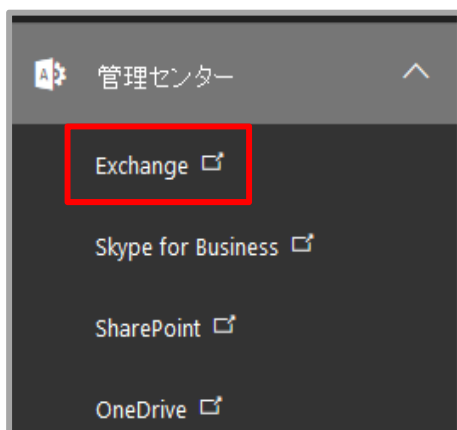 管理センター
Exchange
Skype for Business
SharePoint
OneDrive